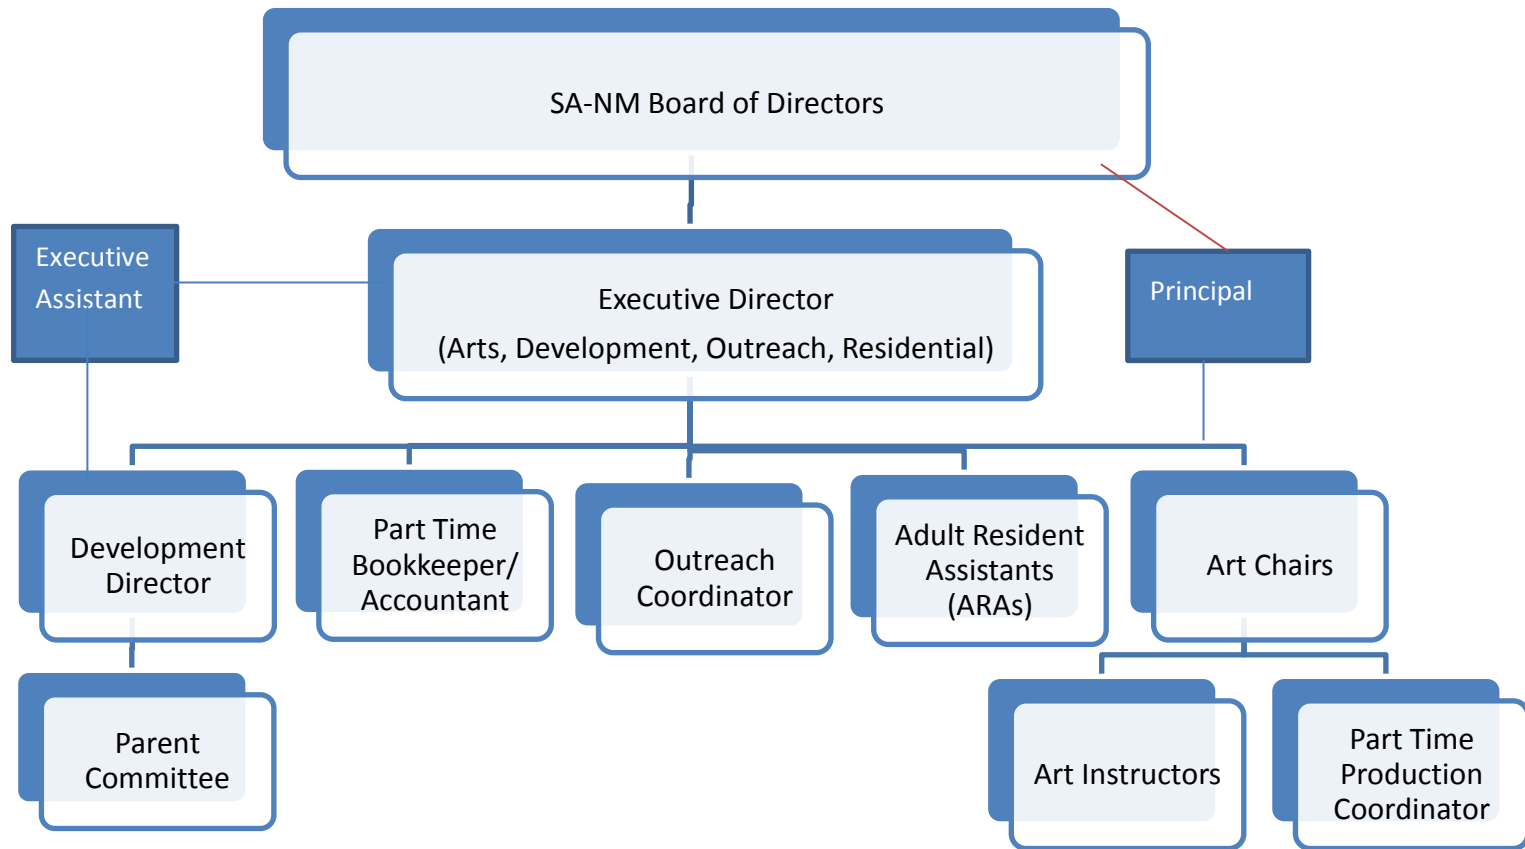 SA-NM Board of Directors
Executive
Assistant
Executive Director
(Arts, Development, Outreach, Residential)
Principal
Development
Director
Part Time
Bookkeeper/
Accountant
Outreach
Coordinator
Adult Resident
Assistants
(ARAs)
Art Chairs
Parent
Committee
Art Instructors
Part Time
Production
Coordinator